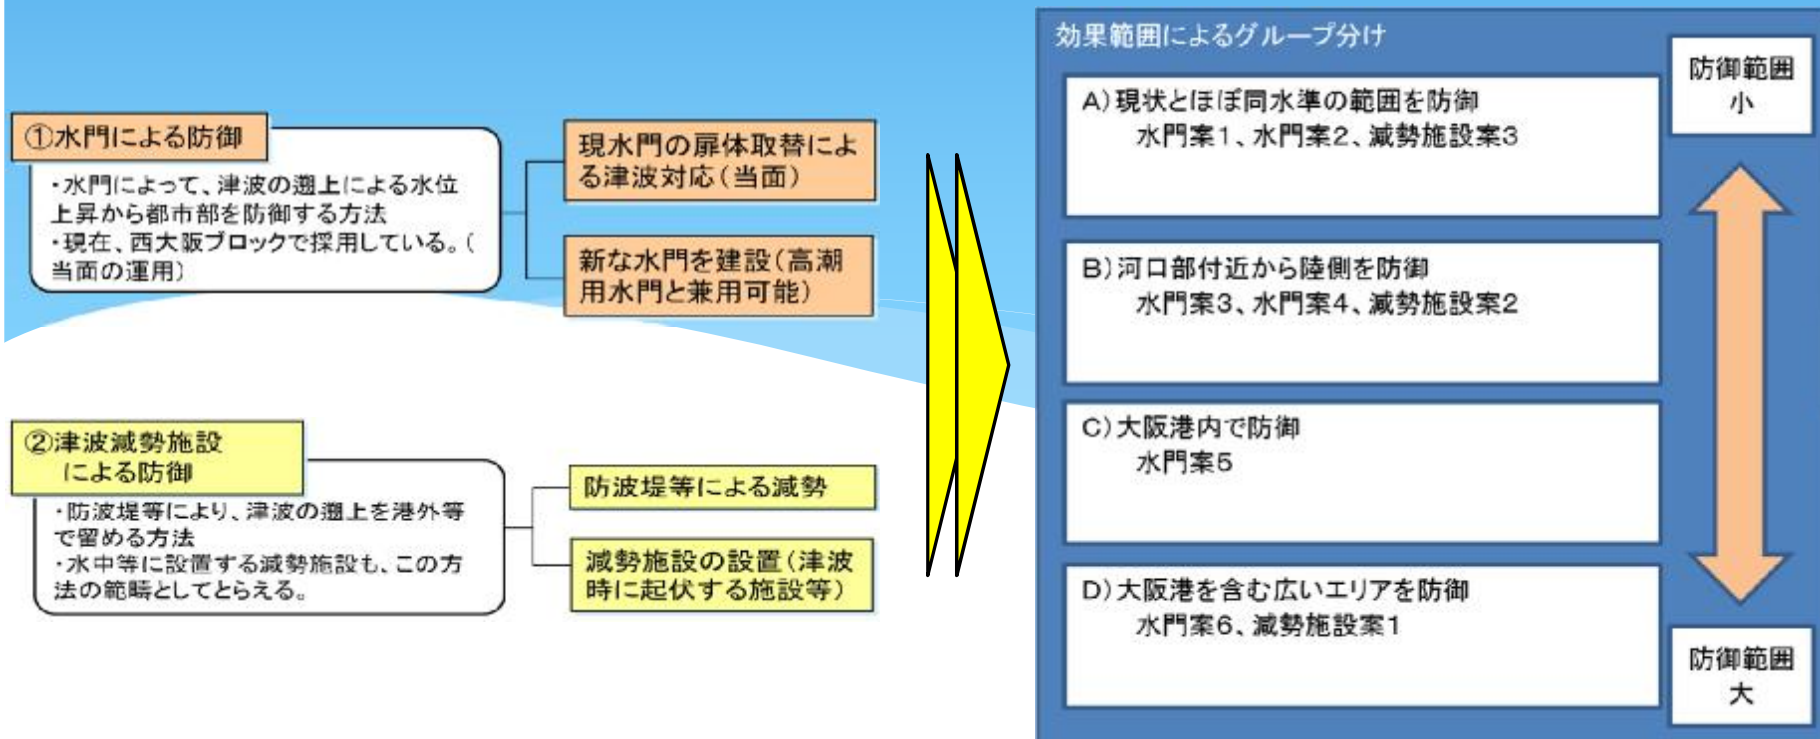 ①水門による防御
・水門によって、津波の遡上による水位
上昇から都市部を防御する方法
・現在、西大阪ブロックで採用している。(
当面の運用)
現水門の扉体取替によ
る津波対応(当面)
新な水門を建設(高潮
用水門と兼用可能)
②津波減勢施設
による防御
・防波堤等により、津波の遡上を港外等
で留める方法
・水中等に設置する減勢施設も、この方
法の範疇としてとらえる。
防波堤等による減勢
減勢施設の設置(津波
時に起伏する施設等)
効果範囲によるグループ分け
A)現状とほぼ同水準の範囲を防御
水門案1、水門案2、減勢施設案3
B)河口部付近から陸側を防御
水門案3、水門案4、減勢施設案2
C)大阪港内で防御
水門案5
D)大阪港を含む広いエリアを防御
水門案6、減勢施設案1
防御範囲
小
防御範囲
大